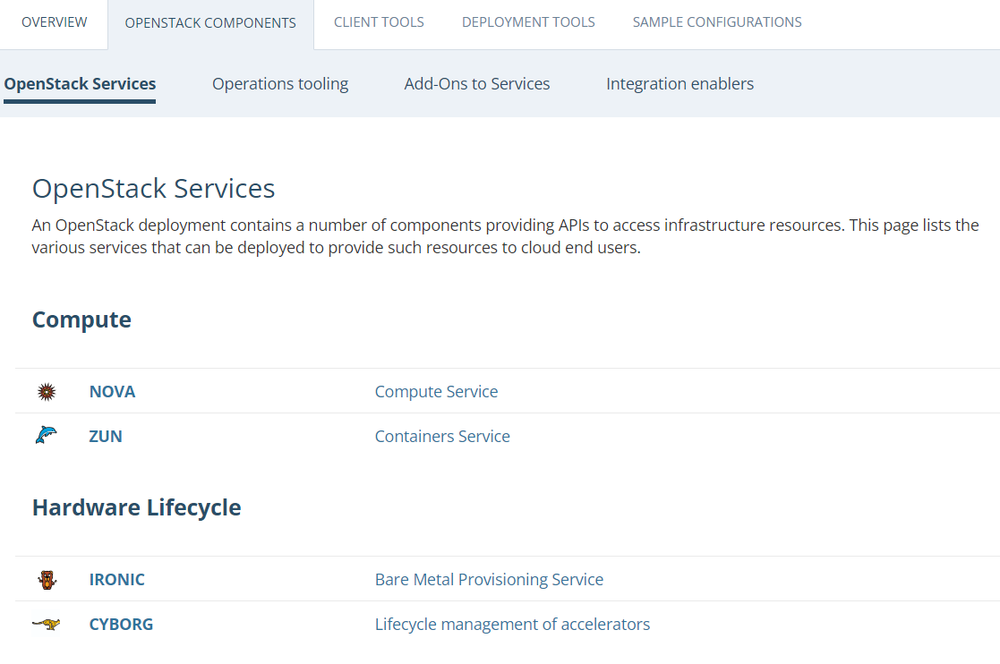 OVERVIEW
OPENSTACK COMPONENTS
CLIENT TOOLS
DEPLOYMENT TOOLS
SAMPLE CONFIGURATIONS
OpenStack Services
Operations tooling
Add-Ons to Services
Integration enablers
OpenStack Services
An OpenStack deployment contains a number of components providing APIs to access infrastructure resources. This page lists the
various services that can be deployed to provide such resources to cloud end users.
Compute
NOVA Compute Service
ZUN Containers Service
Hardware Lifecycle
IRONIC Bare Metal Provisioning Service
CYBORG Lifecycle management of accelerators